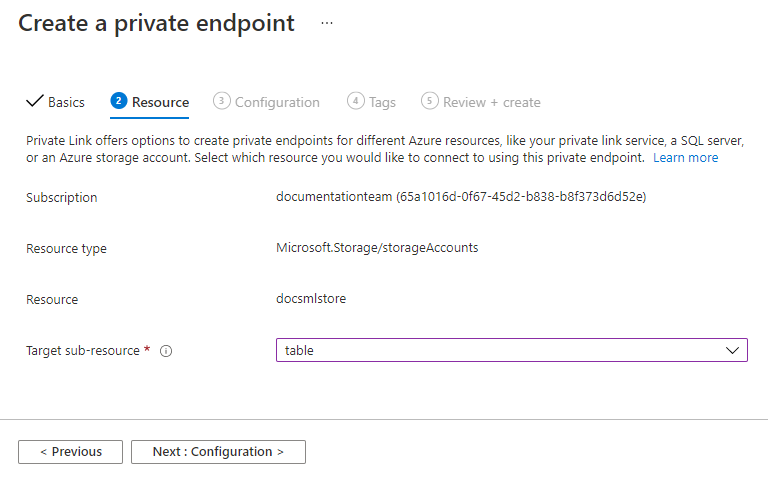 Create a private endpoint ...
Basics 2 Resource 3 Configuration 4 Tags 5 Review + create
Private Link offers options to create private endpoints for different Azure resources, like your private link service, a SQL server,
or an Azure storage account. Select which resource you would like to connect to using this private endpoint. Learn more
Subscription documentationteam (65a1016d-0f67-45d2-b838-b8f373d6d52e)
Resource type Microsoft.Storage/storageAccounts
Resource docsmlstore
Target sub-resource * table
< Previous Next : Configuration >